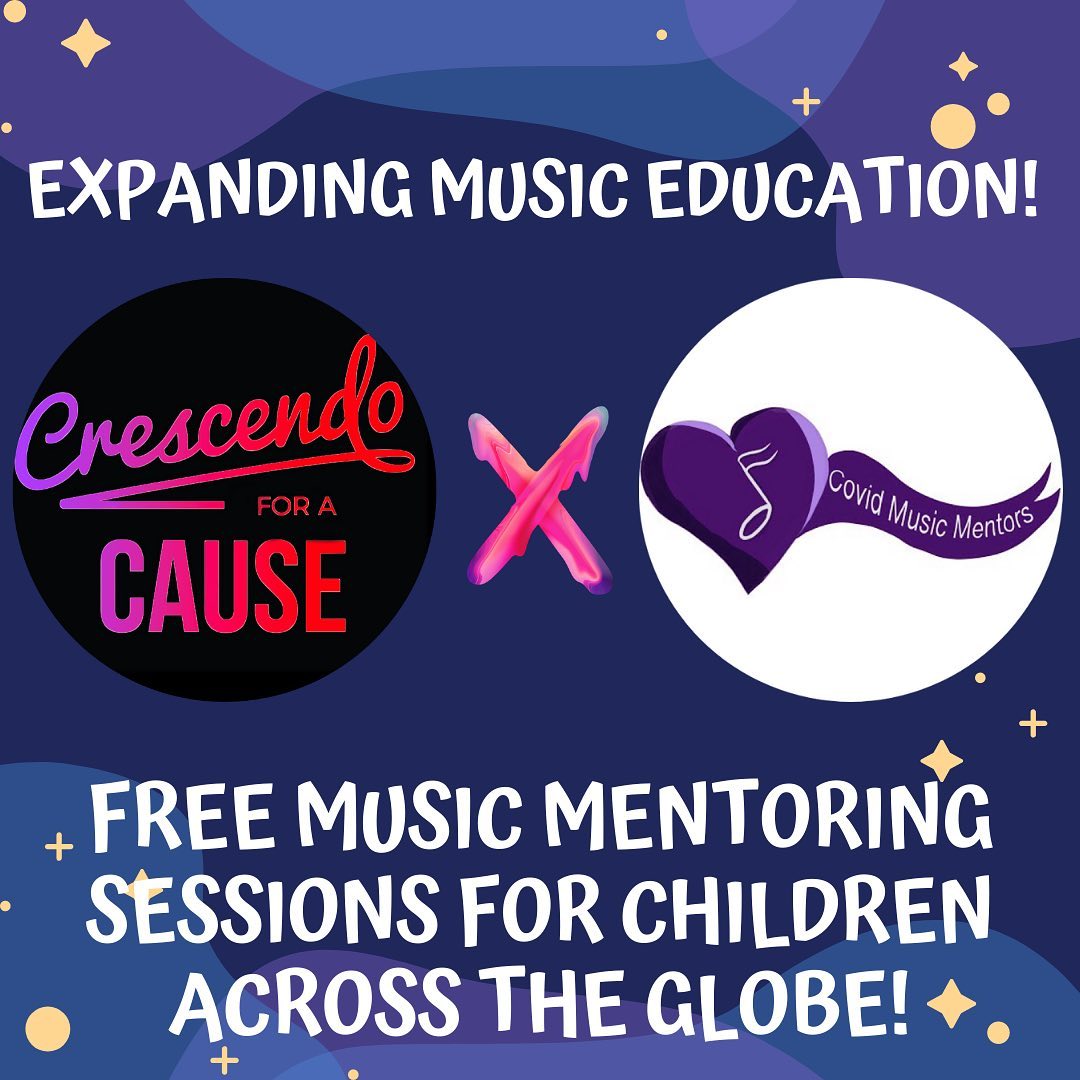 EXPANDING MUSIC EDUCATION!
Crescendo
FOR A
CAUSE
X
Covid Music Mentors
FREE MUSIC MENTORING
SESSIONS FOR CHILDREN
ACROSS THE GLOBE!